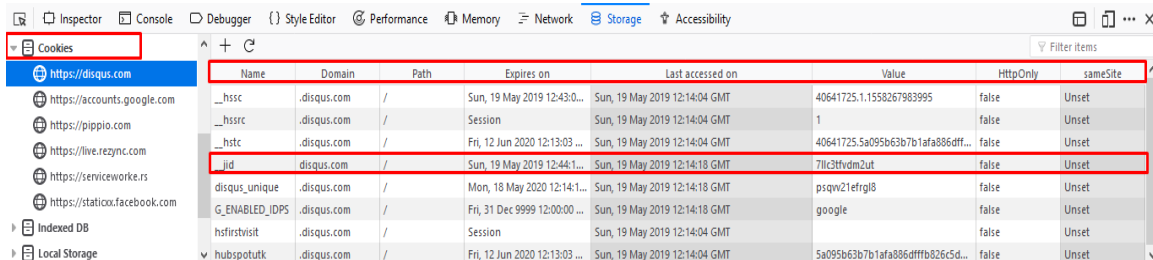 Inspector Console Debugger {} Style Editor Performance Memory Network Storage Accessibility
Cookies
Filter items
https://disqus.com
https://accounts.google.com
https://pippio.com
https://live.rezync.com
https://serviceworke.rs
https://staticxx.facebook.com
Indexed DB
Local Storage
Name Domain Path Expires on Last accessed on Value HttpOnly sameSite
__hssc .disqus.com / Sun, 19 May 2019 12:43:0... Sun, 19 May 2019 12:14:04 GMT 40641725.1.1558267983995 false Unset
__hssrc .disqus.com / Session Sun, 19 May 2019 12:14:04 GMT 1 false Unset
__hstc .disqus.com / Fri, 12 Jun 2020 12:13:03 ... Sun, 19 May 2019 12:14:04 GMT 40641725.5a095b63b7b1afa886dff... false Unset
__jid disqus.com / Sun, 19 May 2019 12:44:1... Sun, 19 May 2019 12:14:18 GMT 7llc3tfvdm2ut false Unset
disqus_unique .disqus.com / Mon, 18 May 2020 12:14:1... Sun, 19 May 2019 12:14:18 GMT psqvv21efrgl8 false Unset
G_ENABLED_IDPS .disqus.com / Fri, 31 Dec 9999 12:00:00 ... Sun, 19 May 2019 12:14:18 GMT google false Unset
hsfirstvisit .disqus.com / Session Sun, 19 May 2019 12:14:04 GMT false Unset
hubspotutk .disqus.com / Fri, 12 Jun 2020 12:13:03 ... Sun, 19 May 2019 12:14:04 GMT 5a095b63b7b1afa886dfffb826c5d... false Unset